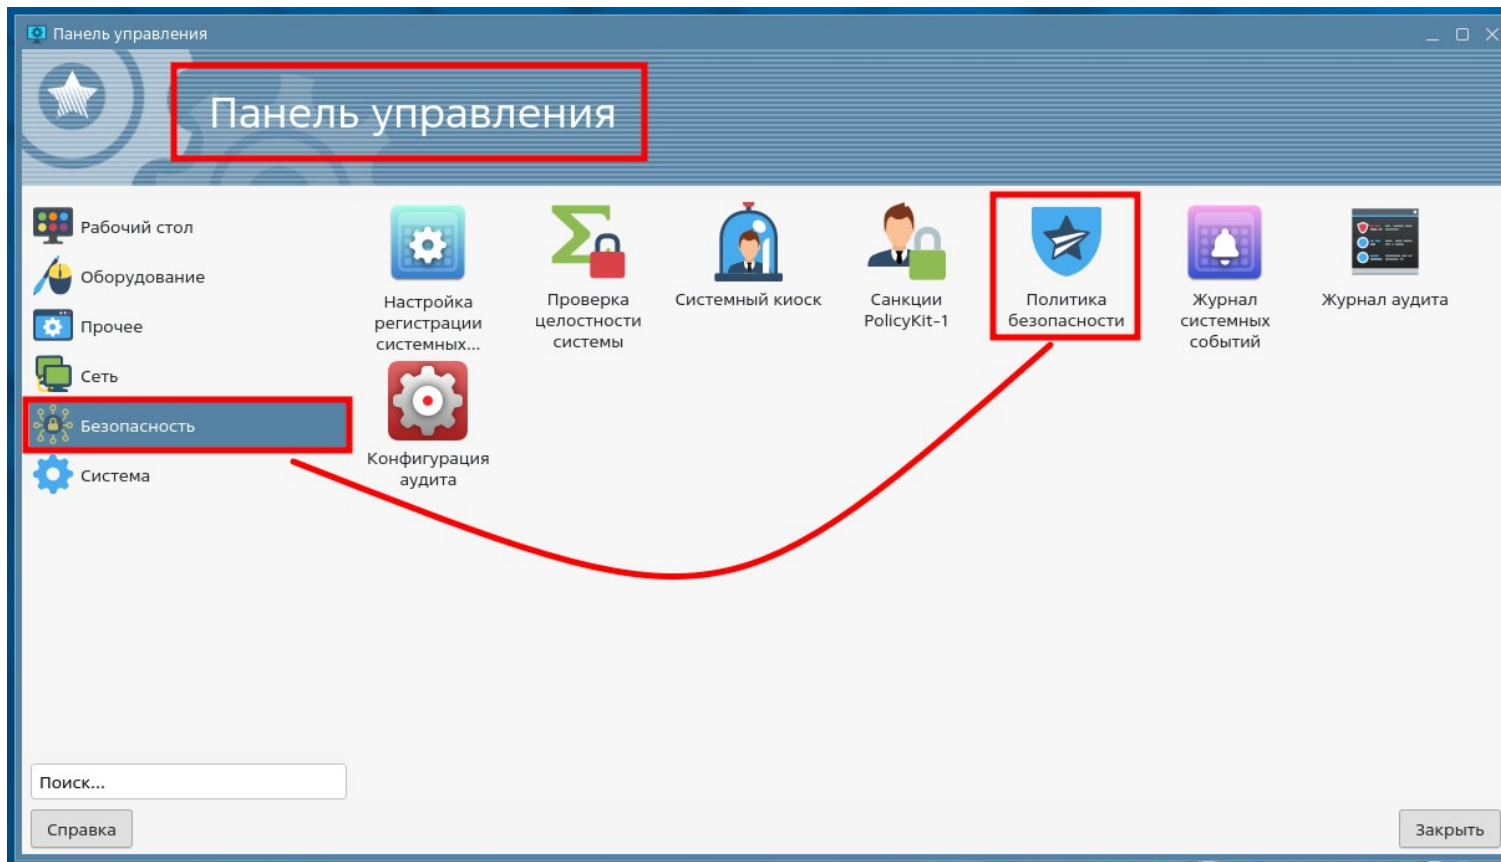 Панель управления
Панель управления
Рабочий стол
Оборудование
Прочее
Сеть
Безопасность
Система
Настройка
регистрации
системных...
Проверка
целостности
системы
Системный киоск
Санкции
PolicyKit-1
Политика
безопасности
Журнал
системных
событий
Журнал аудита
Конфигурация
аудита
Поиск...
Справка
Закрыть